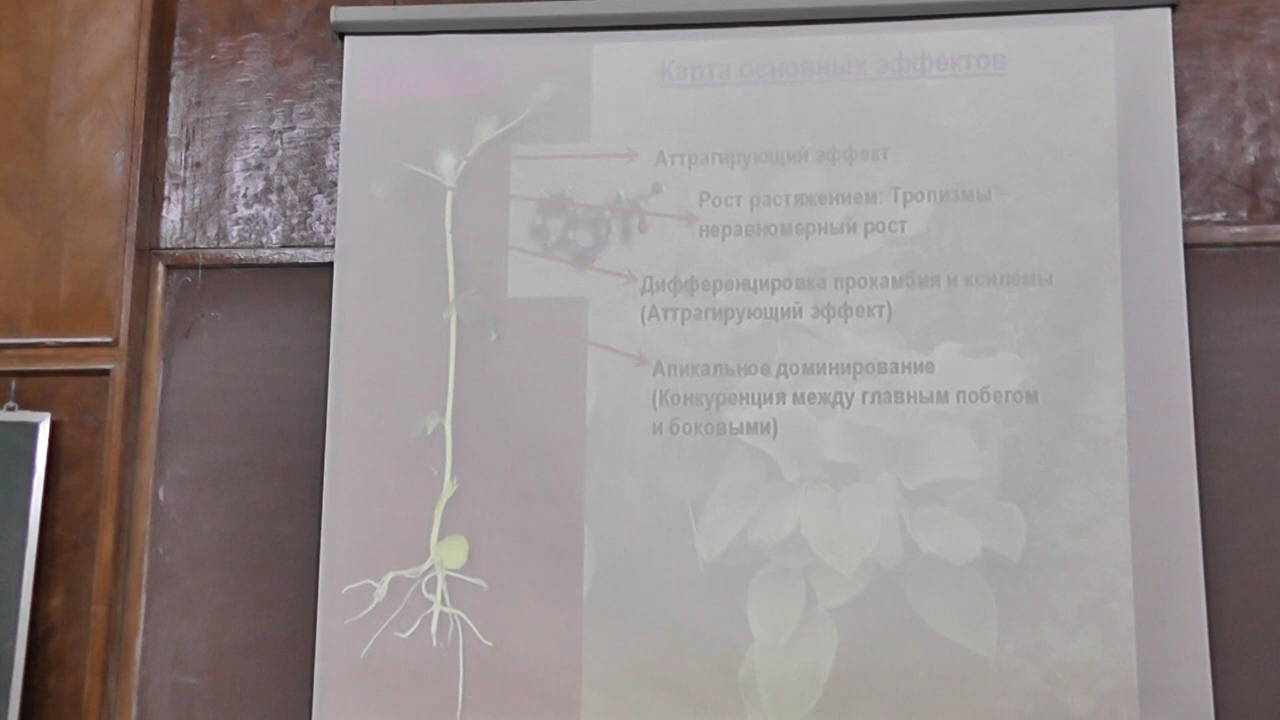 Карта основных эффектов
Аттрагирующий эффект
Рост растяжением: Тропизмы –
неравномерный рост
Дифференцировка прокамбия и ксилемы
(Аттрагирующий эффект)
Апикальное доминирование
(Конкуренция между главным побегом
и боковыми)